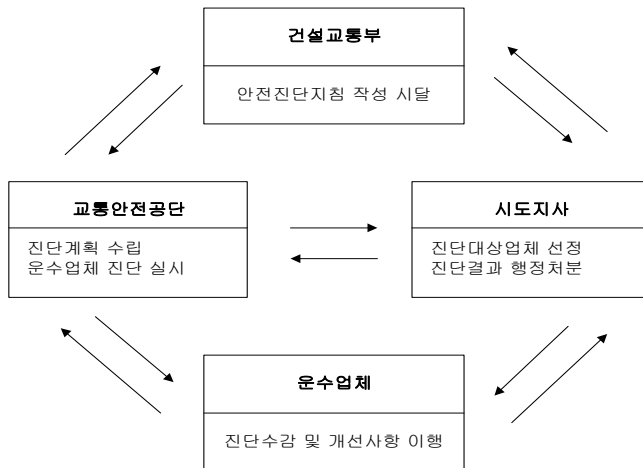 건설교통부
안전진단지침 작성 시달
교통안전공단
진단계획 수립
운수업체 진단 실시
시도지사
진단대상업체 선정
진단결과 행정처분
운수업체
진단수감 및 개선사항 이행